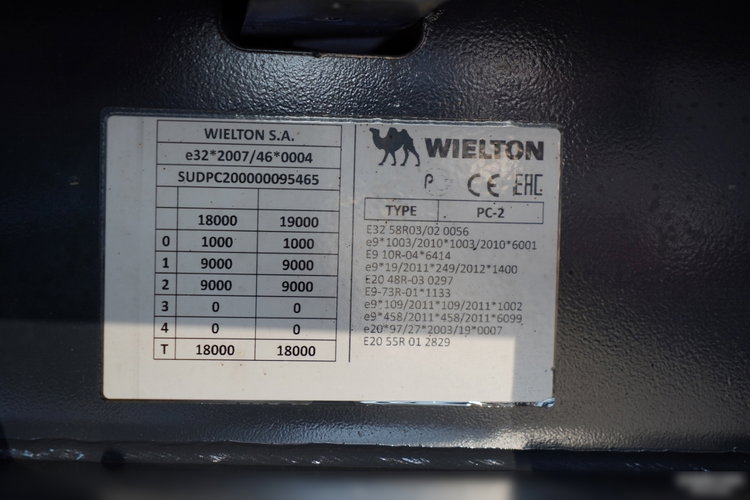 WIELTON S.A.
e32*2007/46*0004
SUDPC200000095465
18000 19000
0 1000 1000
1 9000 9000
2 9000 9000
3 0 0
4 0 0
T 18000 18000
WIELTON
P CE EAC
TYPE PC-2
E32 58R03/02 0056
e9*1003/2010*1003/2010*6001
E9 10R-04*6414
e9*19/2011*249/2012*1400
E20 48R-03 0297
E9-73R-01*1133
e9*109/2011*109/2011*1002
e9*458/2011*458/2011*6099
e20*97/27*2003/19*0007
E20 55R 01 2829